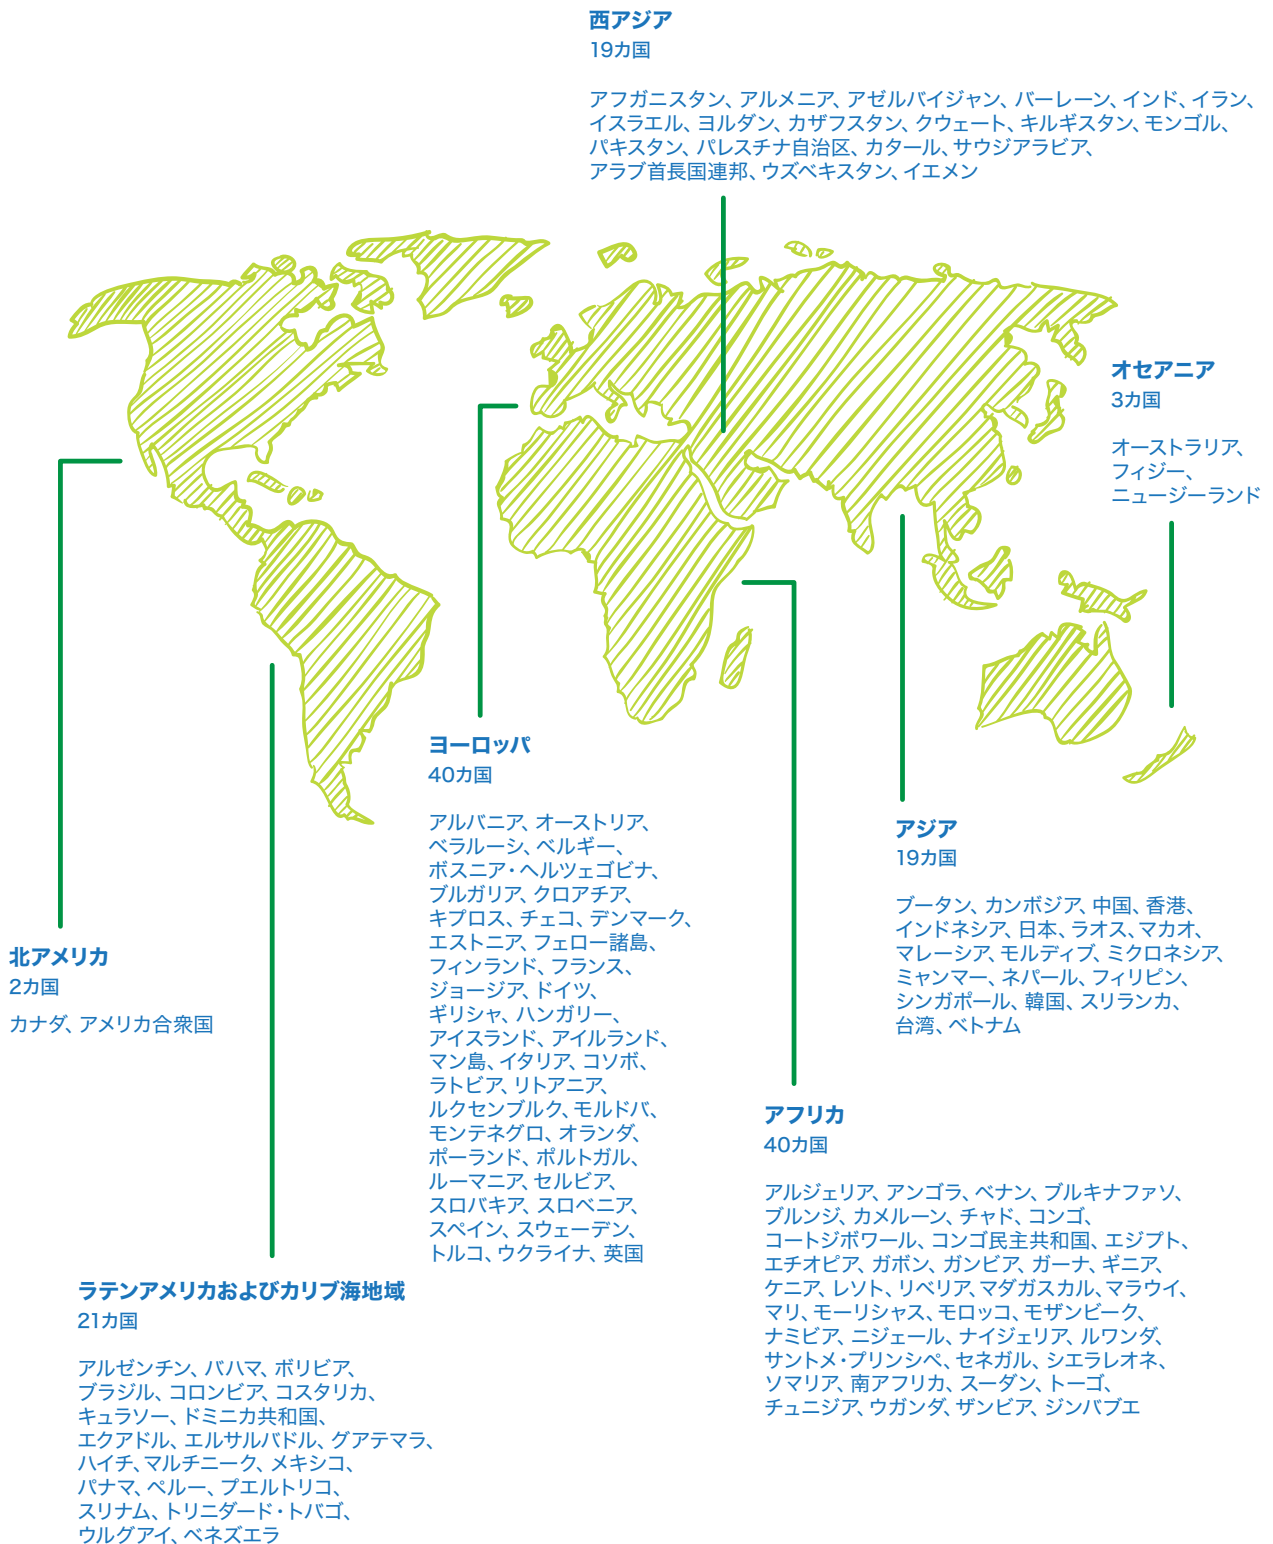 西アジア
19カ国
アフガニスタン、アルメニア、アゼルバイジャン、バーレーン、インド、イラン、
イスラエル、ヨルダン、カザフスタン、クウェート、キルギスタン、モンゴル、
パキスタン、パレスチナ自治区、カタール、サウジアラビア、
アラブ首長国連邦、ウズベキスタン、イエメン
オセアニア
3カ国
オーストラリア、
フィジー、
ニュージーランド
ヨーロッパ
40カ国
アルバニア、オーストリア、
ベラルーシ、ベルギー、
ボスニア・ヘルツェゴビナ、
ブルガリア、クロアチア、
キプロス、チェコ、デンマーク、
エストニア、フェロー諸島、
フィンランド、フランス、
ジョージア、ドイツ、
ギリシャ、ハンガリー、
アイスランド、アイルランド、
マン島、イタリア、コソボ、
ラトビア、リトアニア、
ルクセンブルク、モルドバ、
モンテネグロ、オランダ、
ポーランド、ポルトガル、
ルーマニア、セルビア、
スロバキア、スロベニア、
スペイン、スウェーデン、
トルコ、ウクライナ、英国
アジア
19カ国
ブータン、カンボジア、中国、香港、
インドネシア、日本、ラオス、マカオ、
マレーシア、モルディブ、ミクロネシア、
ミャンマー、ネパール、フィリピン、
シンガポール、韓国、スリランカ、
台湾、ベトナム
北アメリカ
2カ国
カナダ、アメリカ合衆国
アフリカ
40カ国
アルジェリア、アンゴラ、ベナン、ブルキナファソ、
ブルンジ、カメルーン、チャド、コンゴ、
コートジボワール、コンゴ民主共和国、エジプト、
エチオピア、ガボン、ガンビア、ガーナ、ギニア、
ケニア、レソト、リベリア、マダガスカル、マラウイ、
マリ、モーリシャス、モロッコ、モザンビーク、
ナミビア、ニジェール、ナイジェリア、ルワンダ、
サントメ・プリンシペ、セネガル、シエラレオネ、
ソマリア、南アフリカ、スーダン、トーゴ、
チュニジア、ウガンダ、ザンビア、ジンバブエ
ラテンアメリカおよびカリブ海地域
21カ国
アルゼンチン、バハマ、ボリビア、
ブラジル、コロンビア、コスタリカ、
キュラソー、ドミニカ共和国、
エクアドル、エルサルバドル、グアテマラ、
ハイチ、マルチニーク、メキシコ、
パナマ、ペルー、プエルトリコ、
スリナム、トリニダード・トバゴ、
ウルグアイ、ベネズエラ